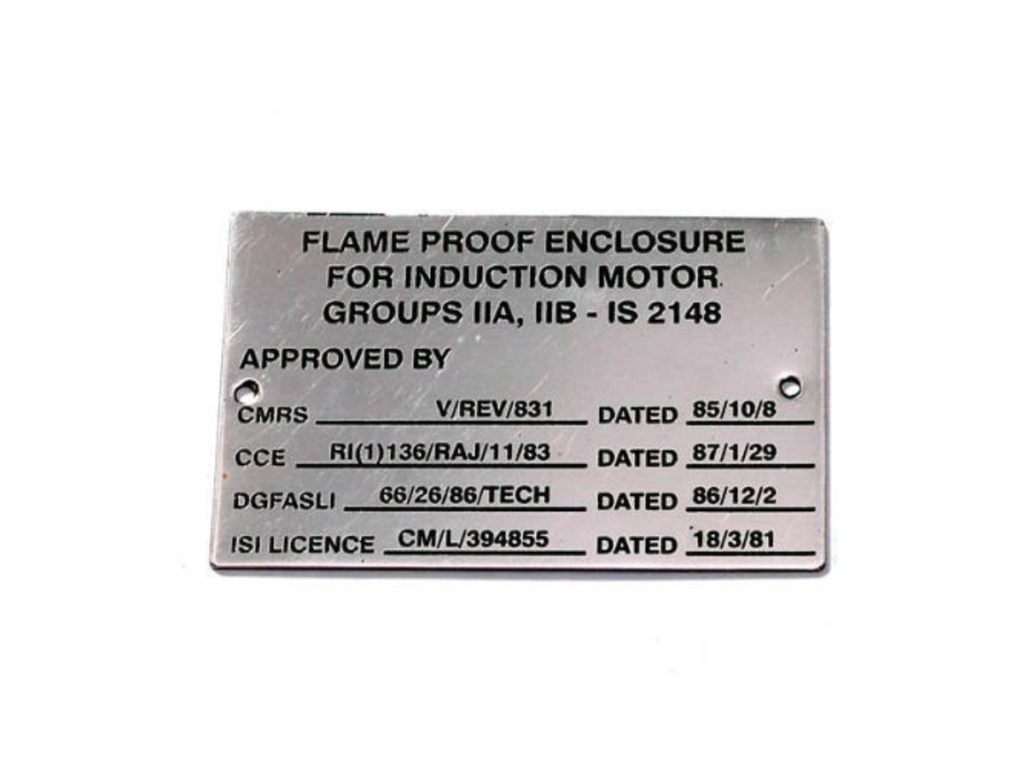 FLAME PROOF ENCLOSURE
FOR INDUCTION MOTOR
GROUPS IIA, IIB - IS 2148
APPROVED BY
CMRS V/REV/831 DATED 85/10/8
CCE RI(1)136/RAJ/11/83 DATED 87/1/29
DGFASLI 66/26/86/TECH DATED 86/12/2
ISI LICENCE CM/L/394855 DATED 18/3/81